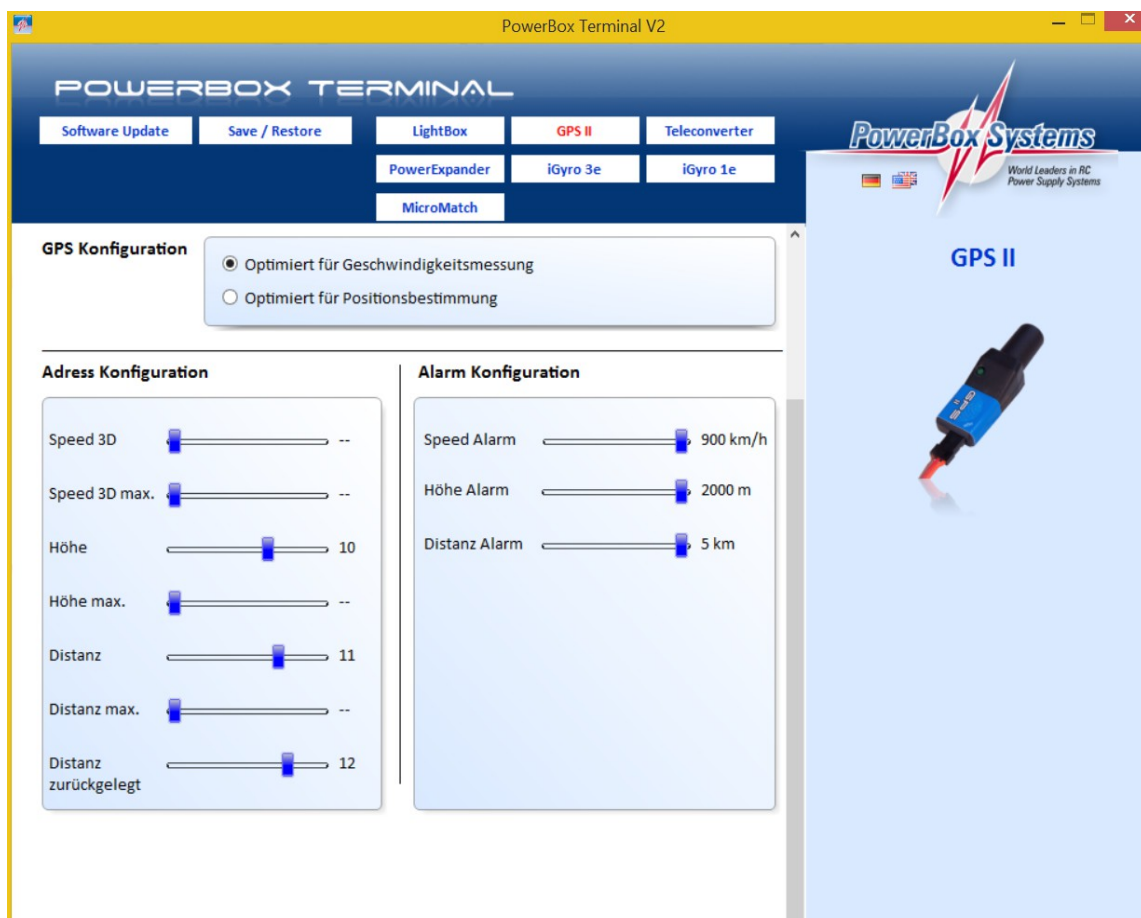 PowerBox Terminal V2
POWERBOX TERMINAL
Software Update
Save / Restore
LightBox
GPS II
Teleconverter
PowerExpander
iGyro 3e
iGyro 1e
MicroMatch
PowerBox Systems
World Leaders in RC
Power Supply Systems
GPS Konfiguration
Optimiert für Geschwindigkeitsmessung
Optimiert für Positionsbestimmung
GPS II
Adress Konfiguration
Speed 3D --
Speed 3D max. --
Höhe 10
Höhe max. --
Distanz 11
Distanz max. --
Distanz 12
zurückgelegt
Alarm Konfiguration
Speed Alarm 900 km/h
Höhe Alarm 2000 m
Distanz Alarm 5 km